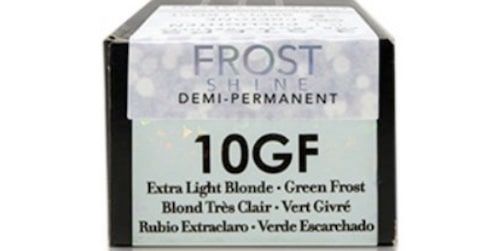 FROST
SHINE
DEMI-PERMANENT
10GF
Extra Light Blonde • Green Frost
Blond Très Clair • Vert Givré
Rubio Extraclaro • Verde Escarchado